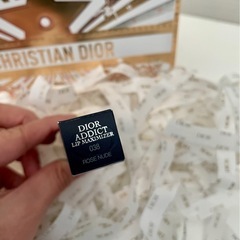 CHRISTIAN DIOR
DIOR
ADDICT
LIP MAXIMIZER
038
ROSE NUDE